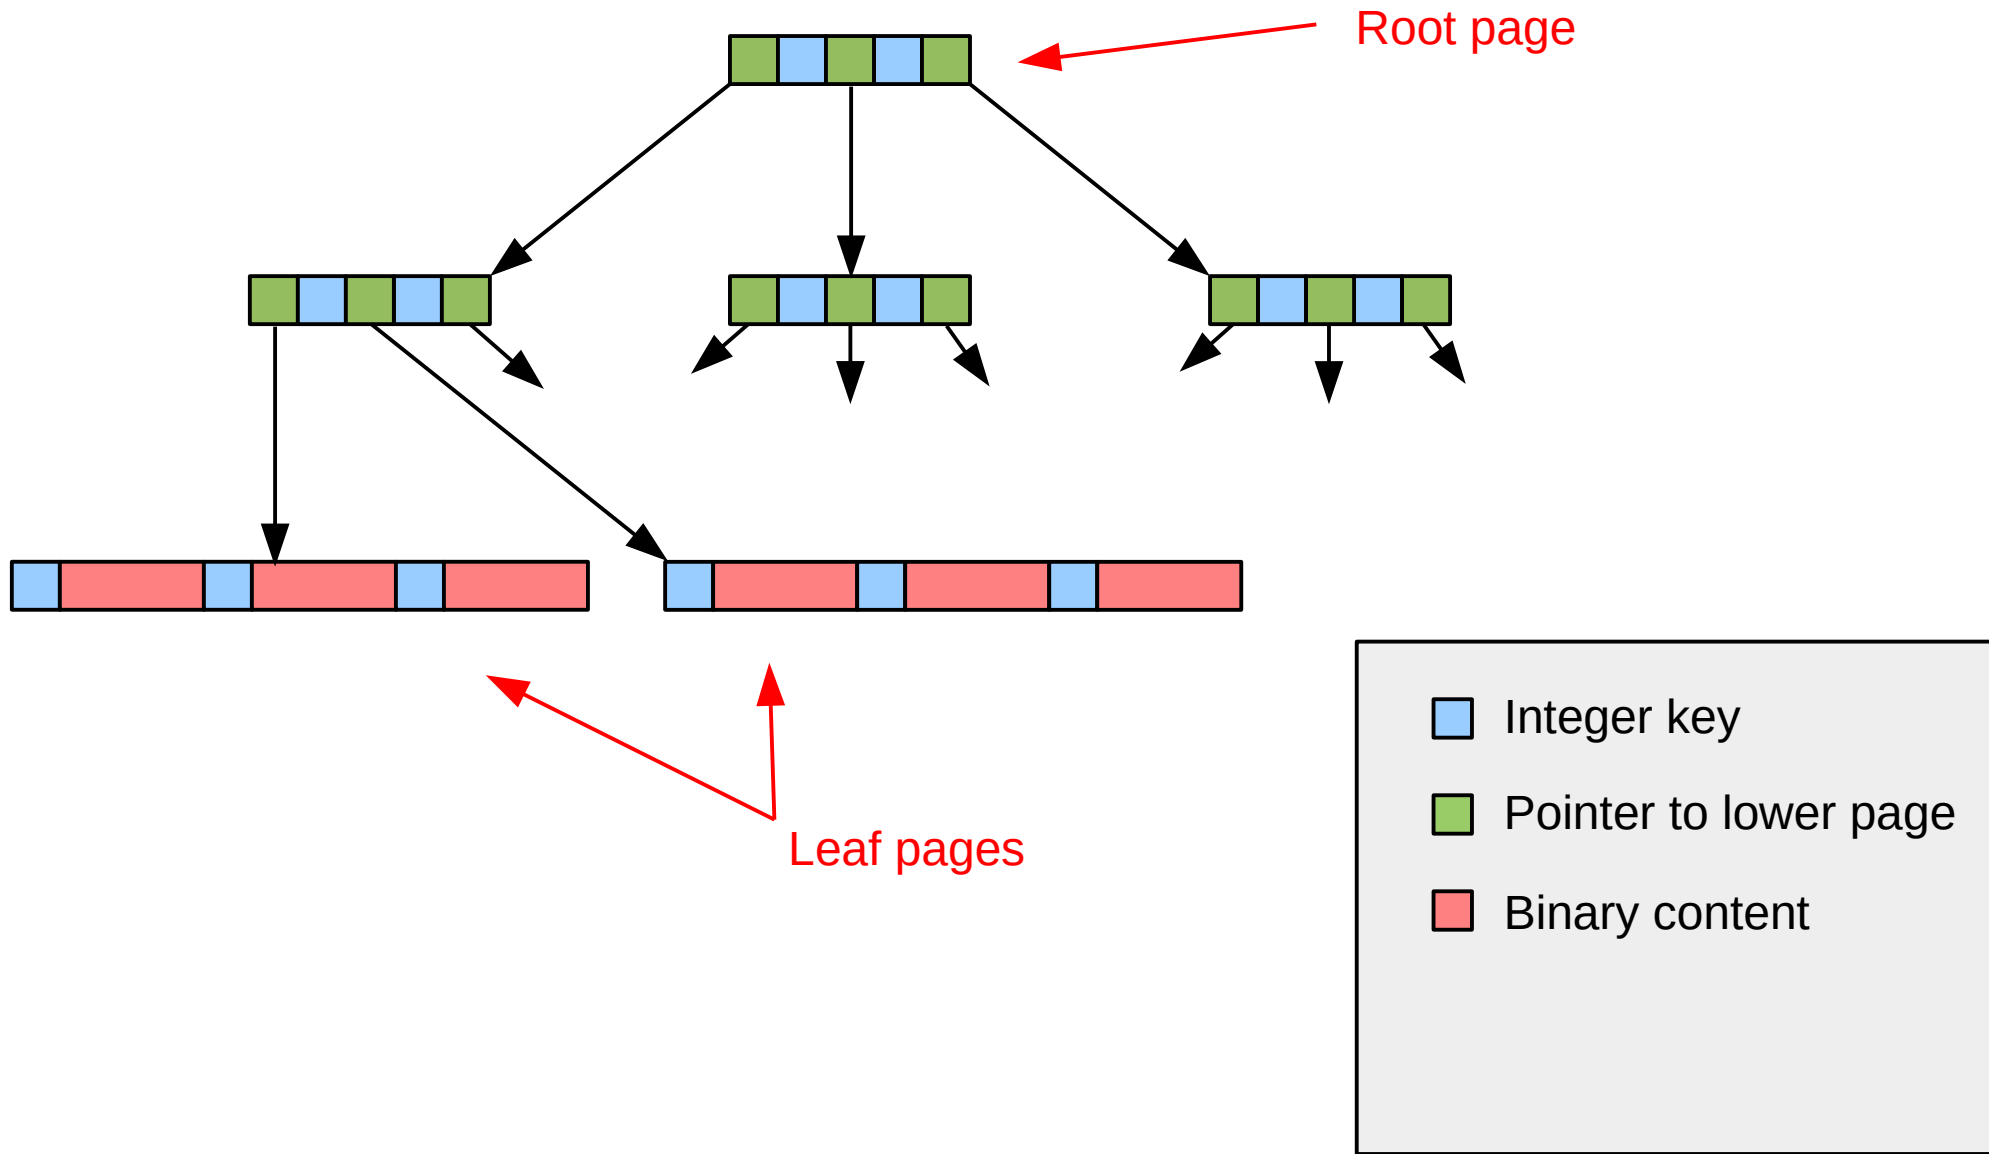 Root page
Integer key
Pointer to lower page
Binary content
Leaf pages